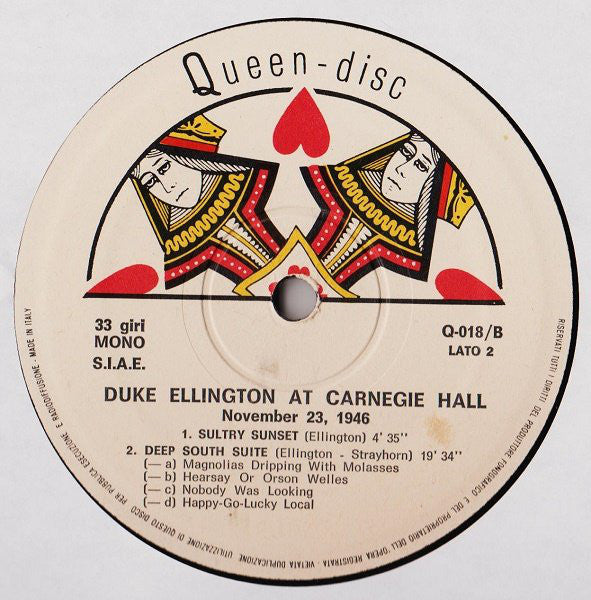 Queen-disc
33 giri
MONO
S.I.A.E.
Q-018/B
LATO 2
DUKE ELLINGTON AT CARNEGIE HALL
November 23, 1946
1. SULTRY SUNSET (Ellington) 4' 35"
2. DEEP SOUTH SUITE (Ellington - Strayhorn) 19' 34"
(— a) Magnolias Dripping With Molasses
(— b) Hearsay Or Orson Welles
(— c) Nobody Was Looking
(— d) Happy-Go-Lucky Local
RISERVATI TUTTI I DIRITTI DEL PRODUTTORE FONOGRAFICO E DEL PROPRIETARIO DELL'OPERA REGISTRATA - VIETATA DUPLICAZIONE UTILIZZAZIONE DI QUESTO DISCO PER PUBBLICA ESECUZIONE E RADIODIFFUSIONE - MADE IN ITALY